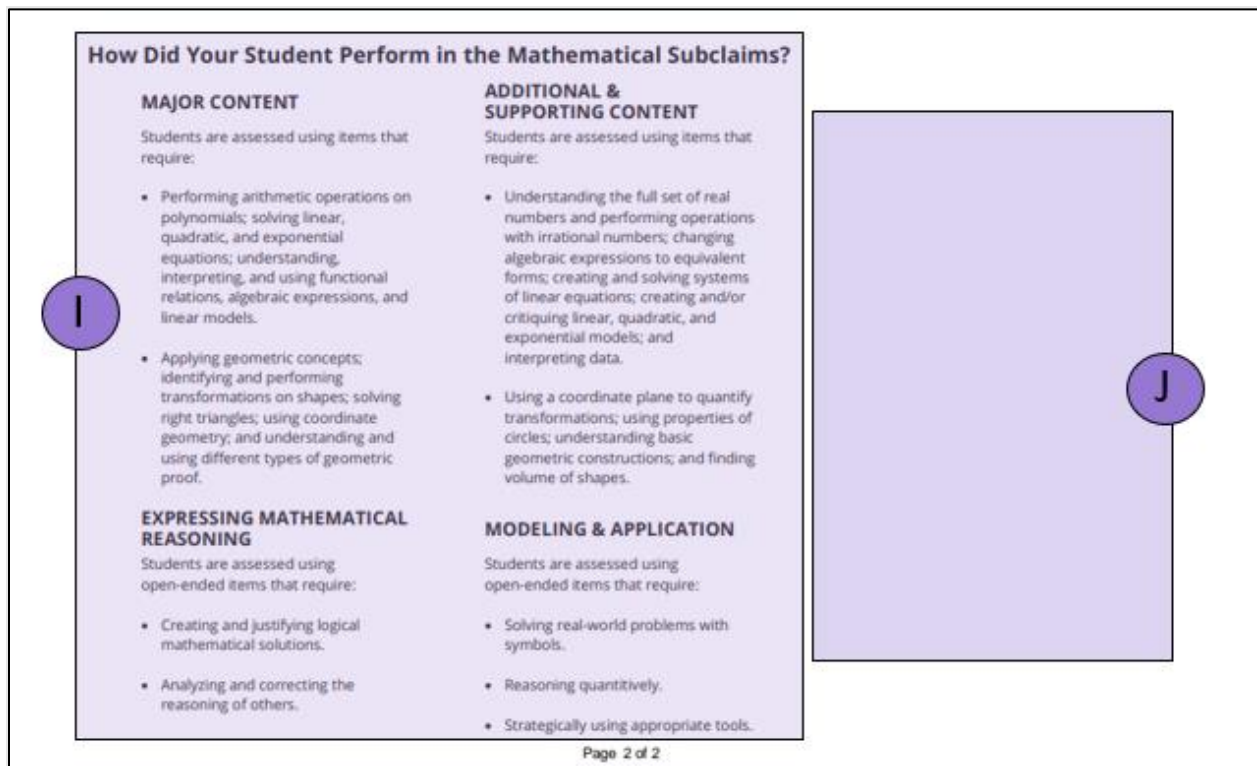 How Did Your Student Perform in the Mathematical Subclaims?
MAJOR CONTENT
Students are assessed using items that
require:
• Performing arithmetic operations on
polynomials; solving linear,
quadratic, and exponential
equations; understanding,
interpreting, and using functional
relations, algebraic expressions, and
linear models.
• Applying geometric concepts;
identifying and performing
transformations on shapes; solving
right triangles; using coordinate
geometry; and understanding and
using different types of geometric
proof.
ADDITIONAL &
SUPPORTING CONTENT
Students are assessed using items that
require:
• Understanding the full set of real
numbers and performing operations
with irrational numbers; changing
algebraic expressions to equivalent
forms; creating and solving systems
of linear equations; creating and/or
critiquing linear, quadratic, and
exponential models; and
interpreting data.
• Using a coordinate plane to quantify
transformations; using properties of
circles; understanding basic
geometric constructions; and finding
volume of shapes.
EXPRESSING MATHEMATICAL
REASONING
Students are assessed using
open-ended items that require:
• Creating and justifying logical
mathematical solutions.
• Analyzing and correcting the
reasoning of others.
MODELING & APPLICATION
Students are assessed using
open-ended items that require:
• Solving real-world problems with
symbols.
• Reasoning quantitively.
• Strategically using appropriate tools.
I
J
Page 2 of 2